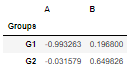 A B
Groups
G1 -0.993263 0.196800
G2 -0.031579 0.649826